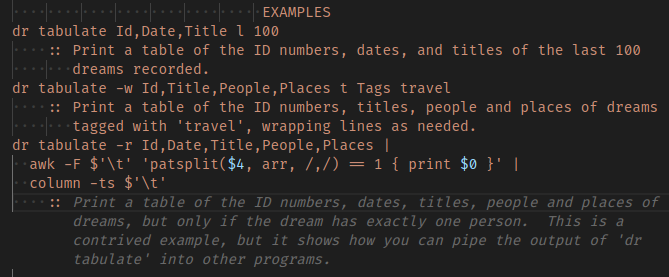 EXAMPLES
dr tabulate Id,Date,Title l 100
:: Print a table of the ID numbers, dates, and titles of the last 100
dreams recorded.
dr tabulate -w Id,Title,People,Places t Tags travel
:: Print a table of the ID numbers, titles, people and places of dreams
tagged with 'travel', wrapping lines as needed.
dr tabulate -r Id,Date,Title,People,Places |
awk -F $'\t' 'patsplit($4, arr, /,/) == 1 { print $0 }' |
column -ts $'\t'
:: Print a table of the ID numbers, dates, titles, people and places of
dreams, but only if the dream has exactly one person.  This is a
contrived example, but it shows how you can pipe the output of 'dr
tabulate' into other programs.